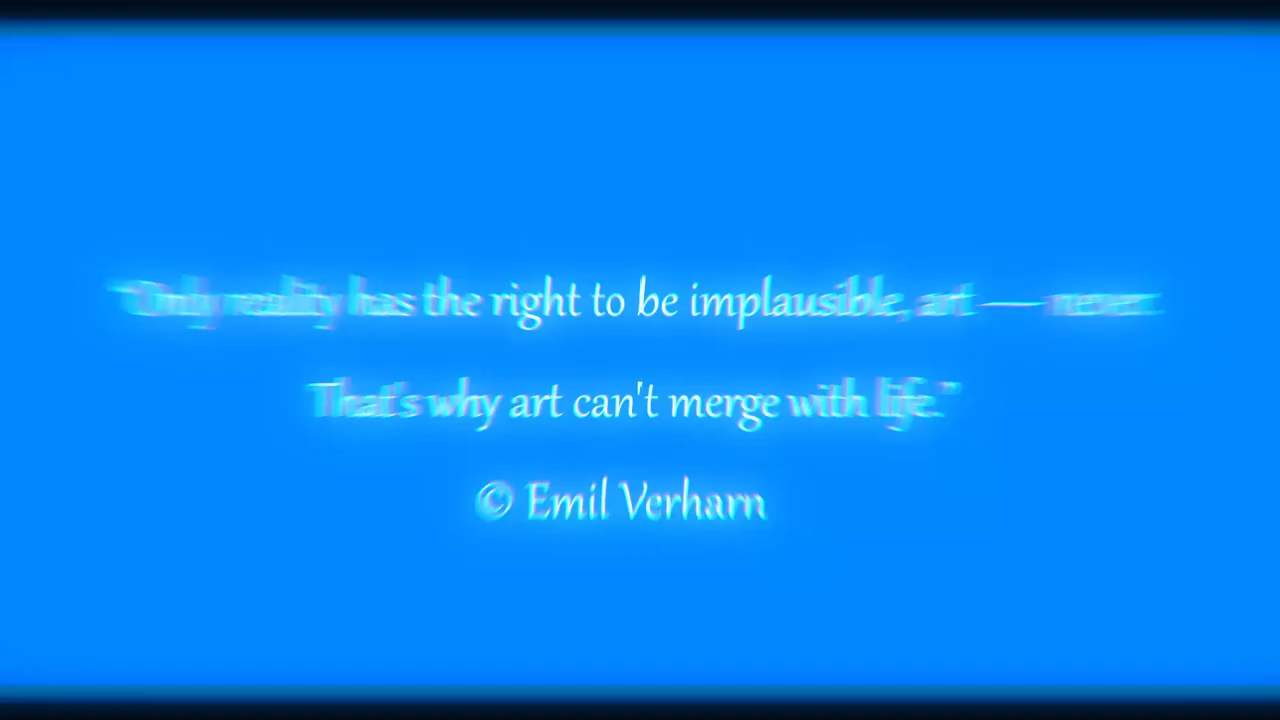 "Only reality has the right to be implausible, art — never.
That's why art can't merge with life."
© Emil Verharn